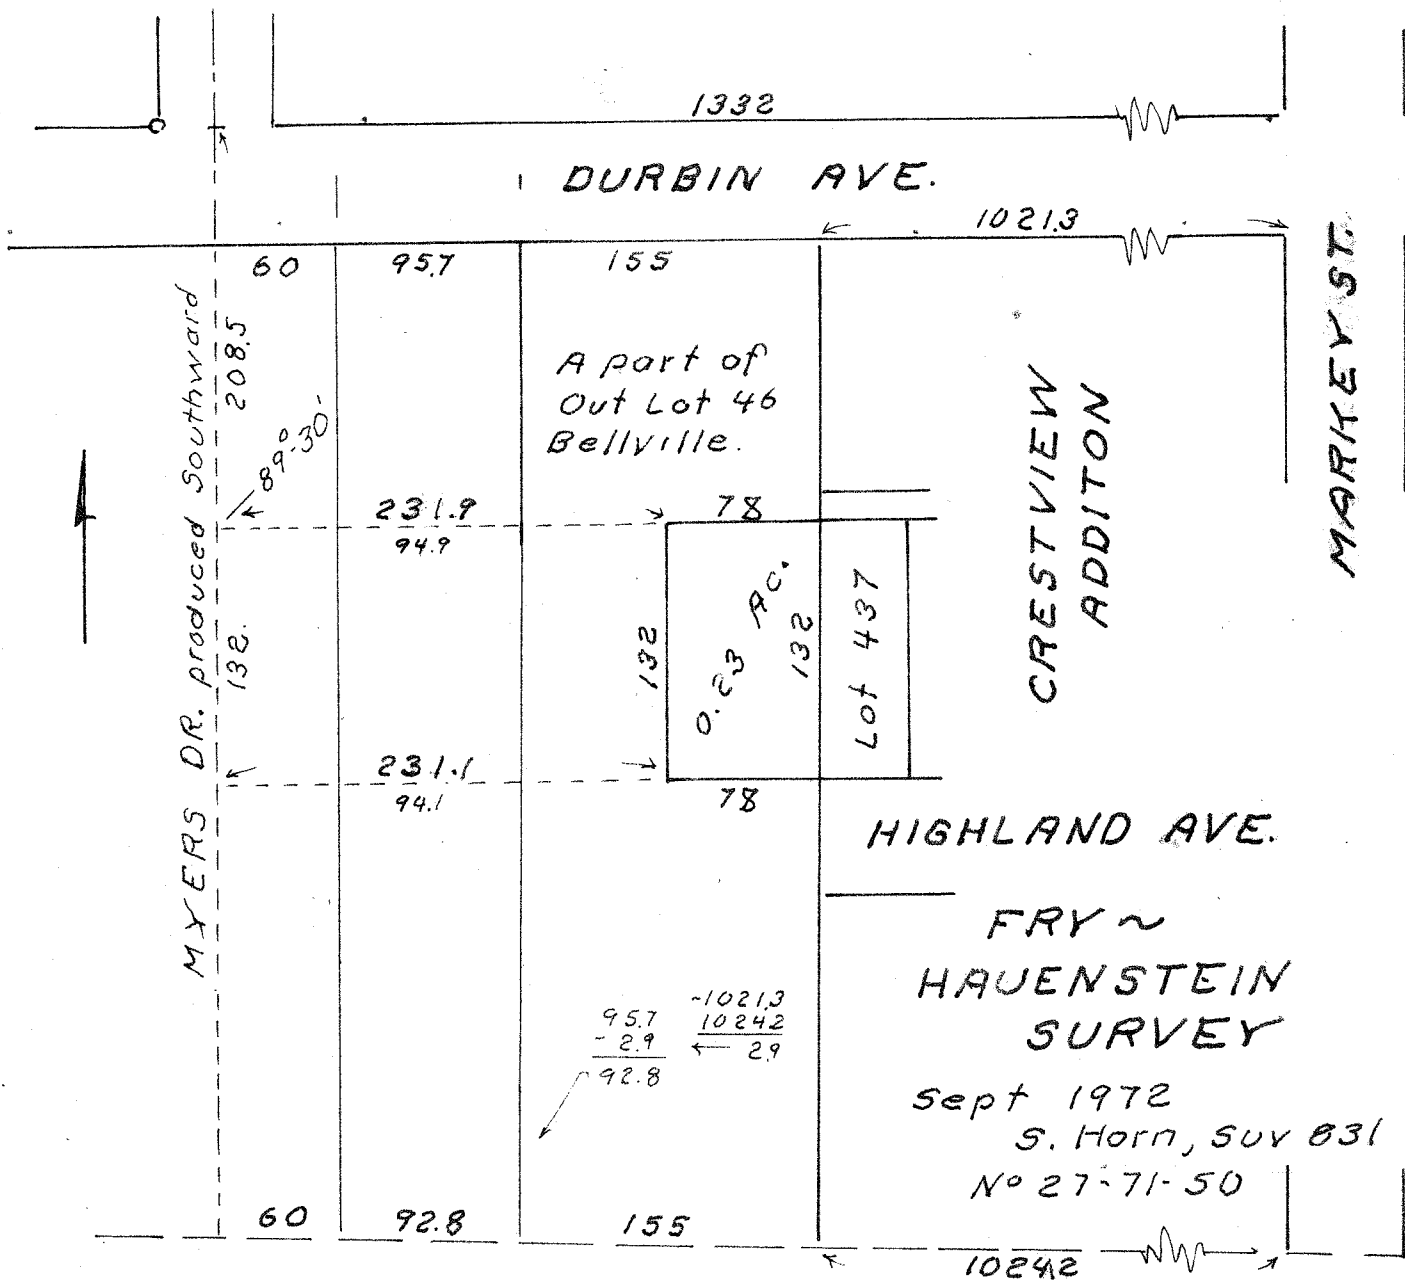 1332
DURBIN AVE.
1021.3
60
95.7
155
MARKEY ST.
MYERS DR. produced Southward
208.5
89°-30'
A part of
Out Lot 46
Bellville.
CRESTVIEW
ADDITON
231.9
94.9
78
132.
132
0.23 AC.
132
Lot 437
231.1
94.1
78
HIGHLAND AVE.
FRY ~
HAUENSTEIN
SURVEY
95.7
- 2.9
92.8
-1021.3
1024.2
← 2.9
Sept 1972
S. Horn, Suv 831
Nº 27-71-50
60
92.8
155
1024.2